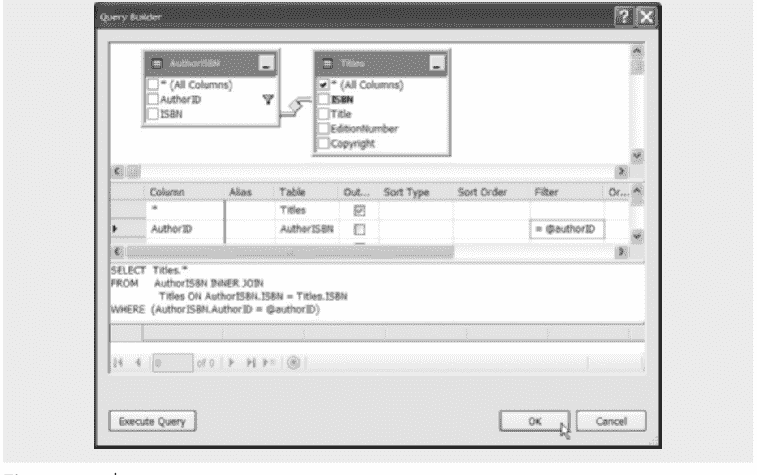 Query Builder
AuthorISBN
* (All Columns)
AuthorID
ISBN
Titles
* (All Columns)
ISBN
Title
EditionNumber
Copyright
Column Alias Table Out... Sort Type Sort Order Filter Or...
* Titles
AuthorID AuthorISBN = @authorID
SELECT Titles.*
FROM AuthorISBN INNER JOIN
Titles ON AuthorISBN.ISBN = Titles.ISBN
WHERE (AuthorISBN.AuthorID = @authorID)
0 of 0
Execute Query OK Cancel